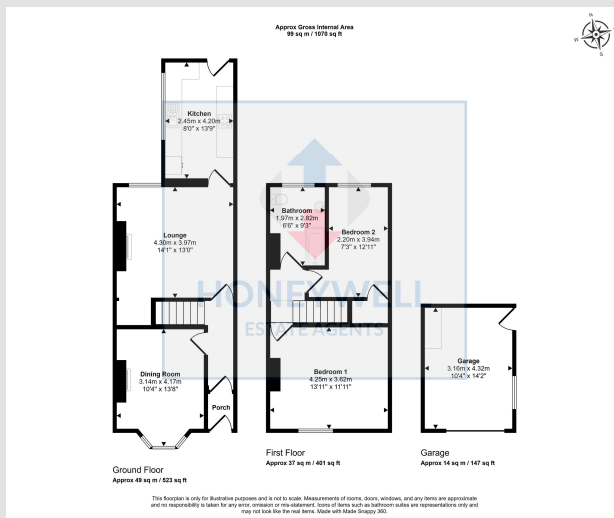 Approx Gross Internal Area
99 sq m / 1070 sq ft
N
W
E
S
Kitchen
2.45m x 4.20m
8'0" x 13'9"
Lounge
4.30m x 3.97m
14'1" x 13'0"
Dining Room
3.14m x 4.17m
10'4" x 13'8"
Porch
Ground Floor
Approx 49 sq m / 523 sq ft
Bathroom
1.97m x 2.82m
6'6" x 9'3"
Bedroom 2
2.20m x 3.94m
7'3" x 12'11"
HONEYWELL
ESTATE AGENTS
Bedroom 1
4.25m x 3.62m
13'11" x 11'11"
First Floor
Approx 37 sq m / 401 sq ft
Garage
3.16m x 4.32m
10'4" x 14'2"
Garage
Approx 14 sq m / 147 sq ft
This floorplan is only for illustrative purposes and is not to scale. Measurements of rooms, doors, windows, and any items are approximate
and no responsibility is taken for any error, omission or mis-statement. Icons of items such as bathroom suites are representations only and
may not look like the real items. Made with Made Snappy 360.